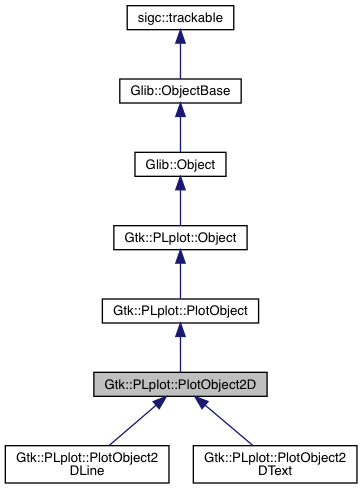 sigc::trackable
Glib::ObjectBase
Glib::Object
Gtk::PLplot::Object
Gtk::PLplot::PlotObject
Gtk::PLplot::PlotObject2D
Gtk::PLplot::PlotObject2
DLine
Gtk::PLplot::PlotObject2
DText